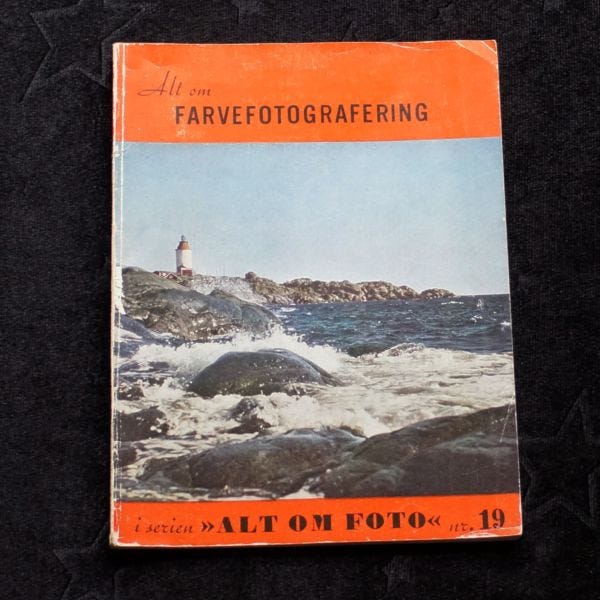 Alt om
FARVEFOTOGRAFERING
i serien »ALT OM FOTO« nr. 19